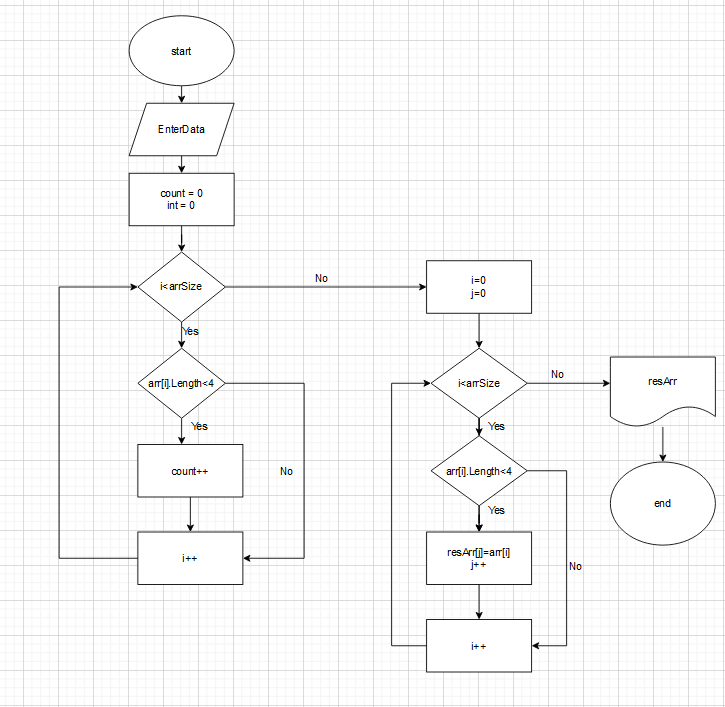 start
EnterData
count = 0
int = 0
i<arrSize
No
Yes
arr[i].Length<4
Yes
count++
No
i++
i=0
j=0
i<arrSize
No
resArr
Yes
arr[i].Length<4
end
Yes
resArr[j]=arr[i]
j++
No
i++